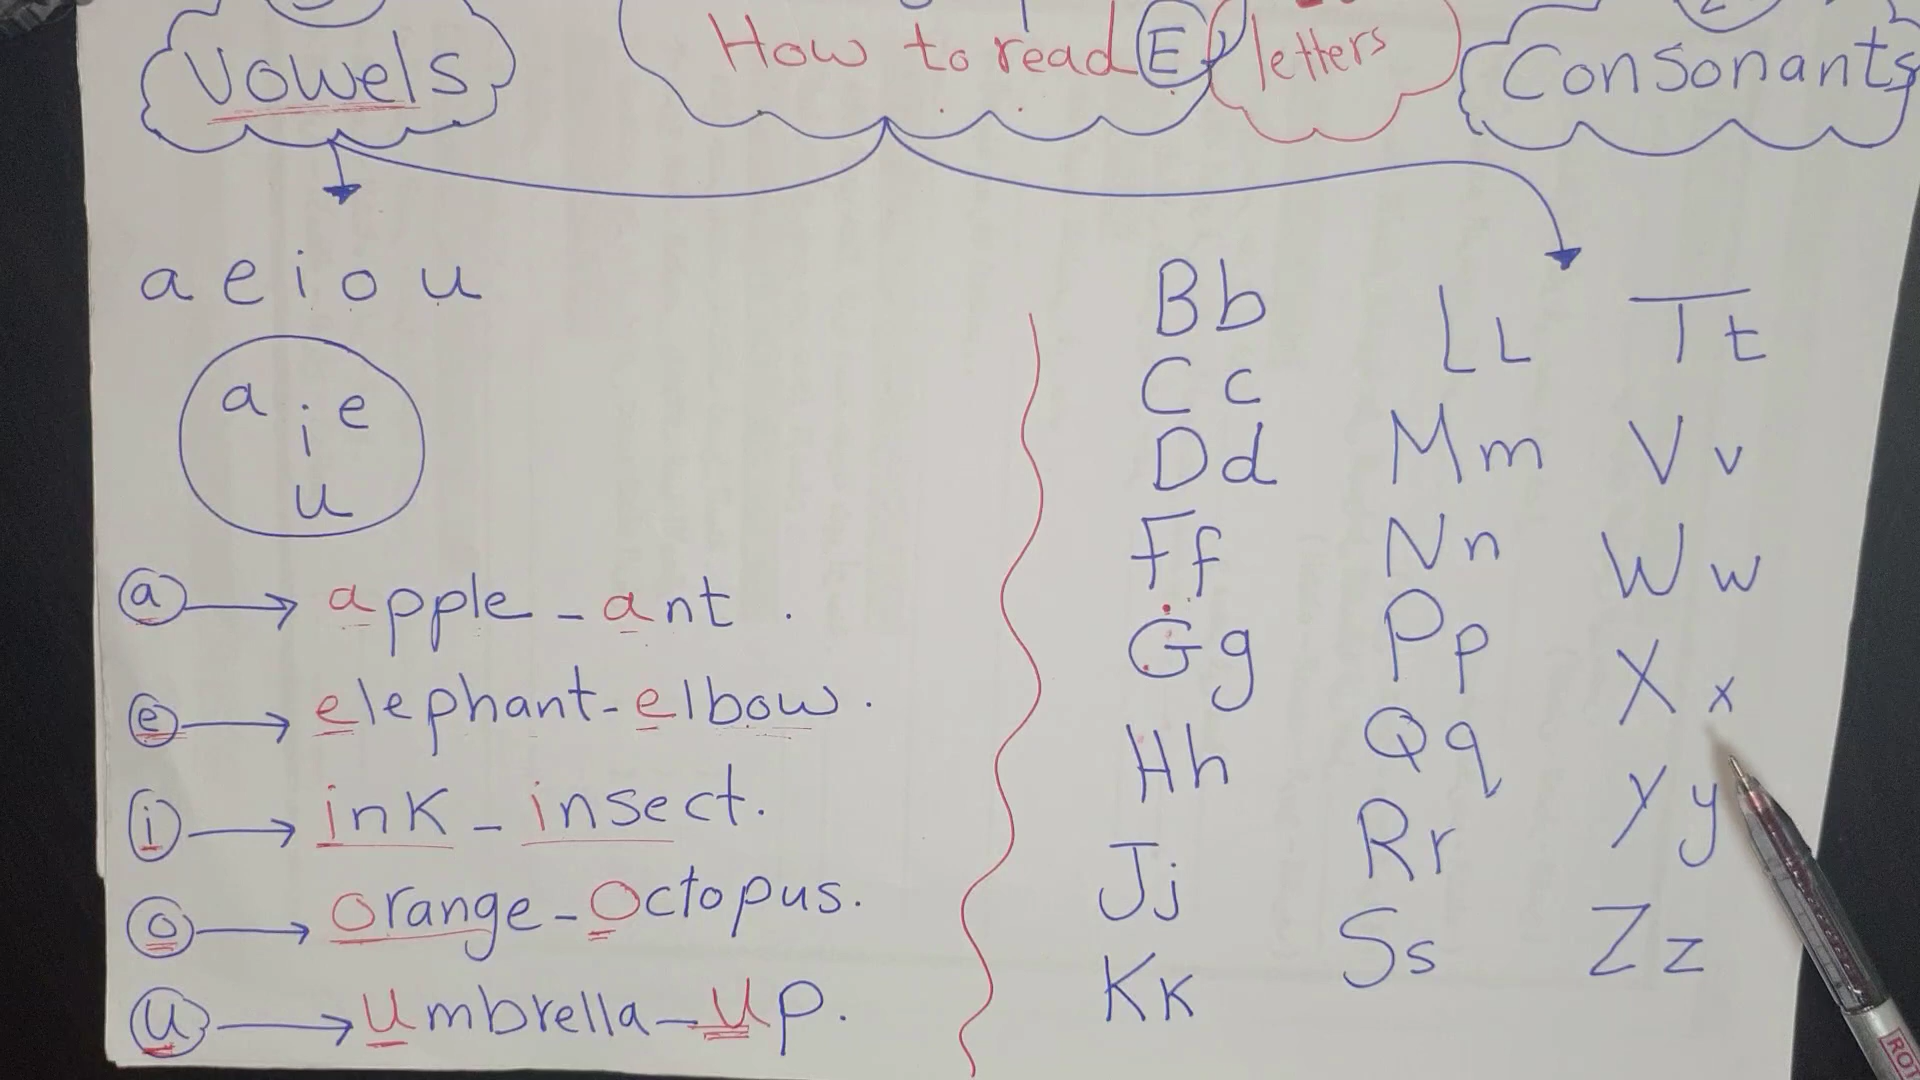 Vowels
How to read E letters
Consonants
a e i o u
a i e
u
a → apple - ant .
e → elephant - elbow .
i → ink - insect .
o → orange - octopus .
u → umbrella - up .
Bb
Cc
Dd
Ff
Gg
Hh
Jj
Kk
LL
Mm
Nn
Pp
Qq
Rr
Ss
Tt
Vv
Ww
Xx
Yy
Zz